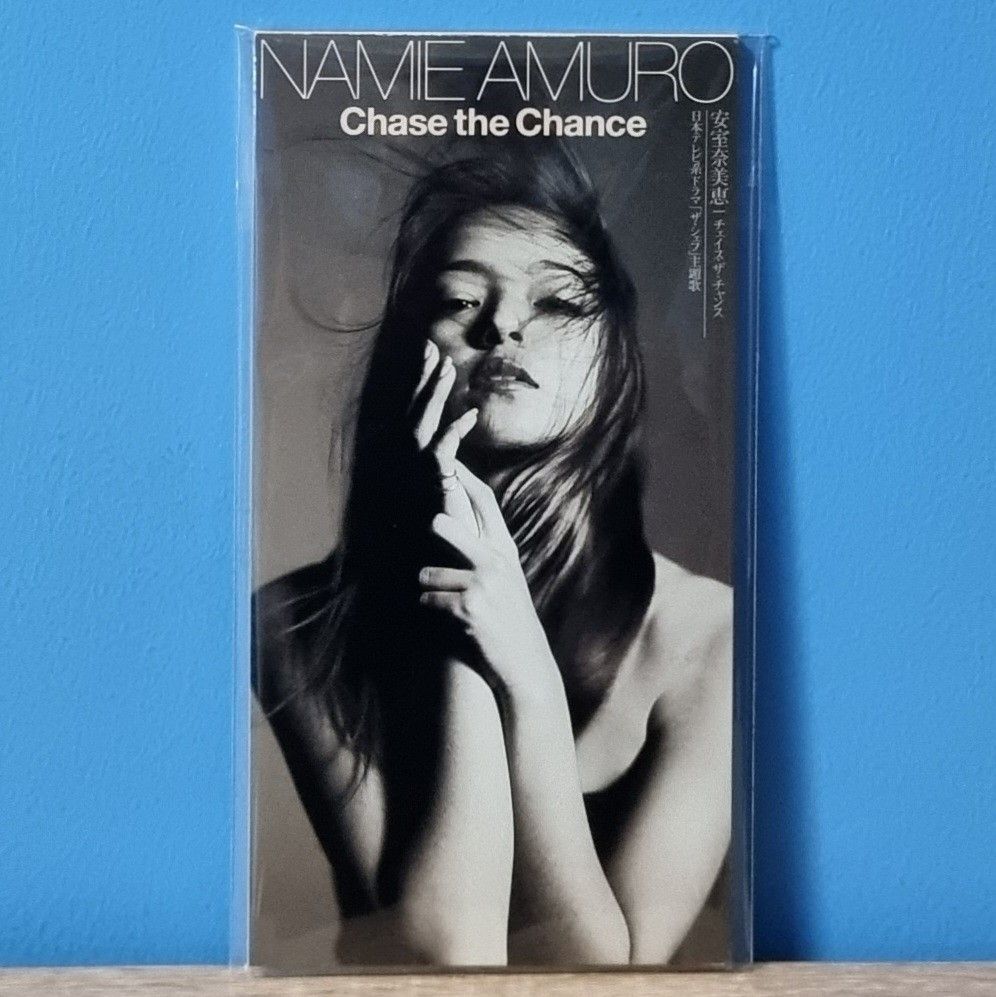 NAMIE AMURO
Chase the Chance
安室奈美恵｜チェイス・ザ・チャンス
日本テレビ系ドラマ「ザ・シェフ」主題歌